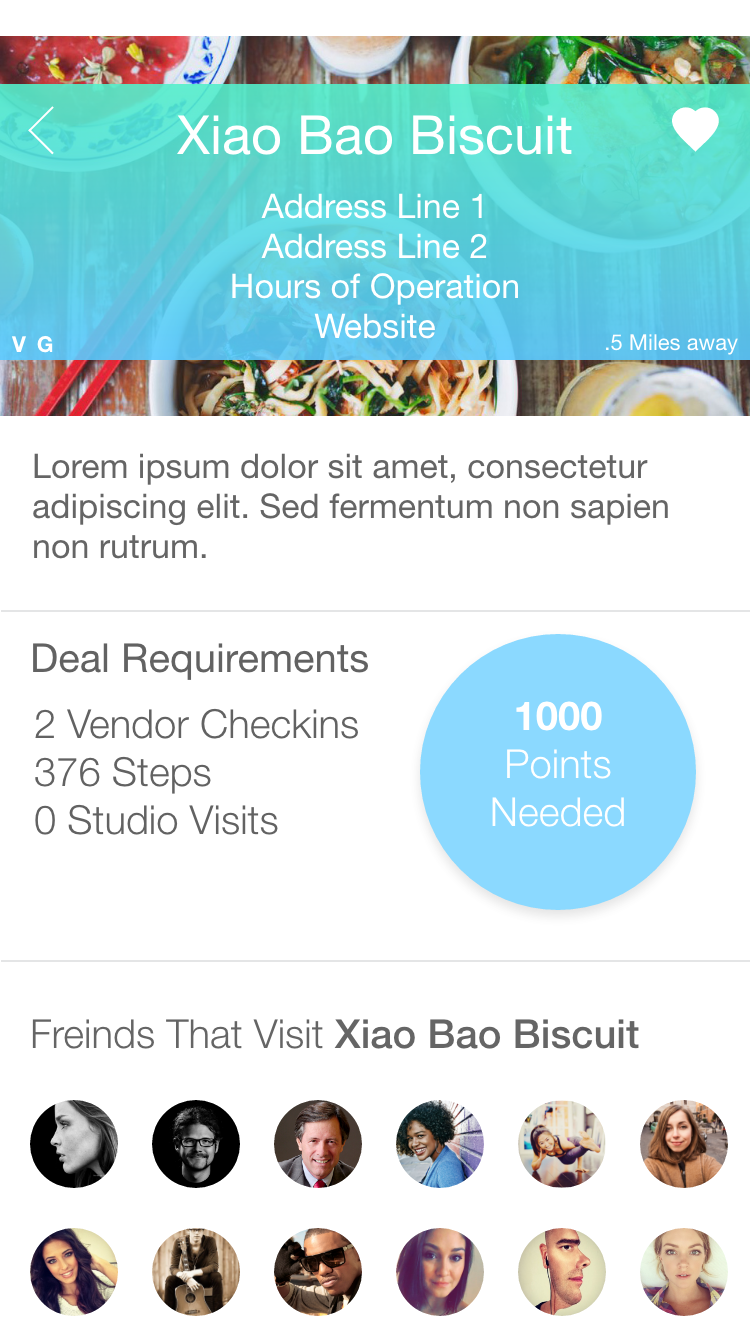 Xiao Bao Biscuit
Address Line 1
Address Line 2
Hours of Operation
Website
V G
.5 Miles away
Lorem ipsum dolor sit amet, consectetur
adipiscing elit. Sed fermentum non sapien
non rutrum.
Deal Requirements
2 Vendor Checkins
376 Steps
0 Studio Visits
1000
Points
Needed
Freinds That Visit Xiao Bao Biscuit